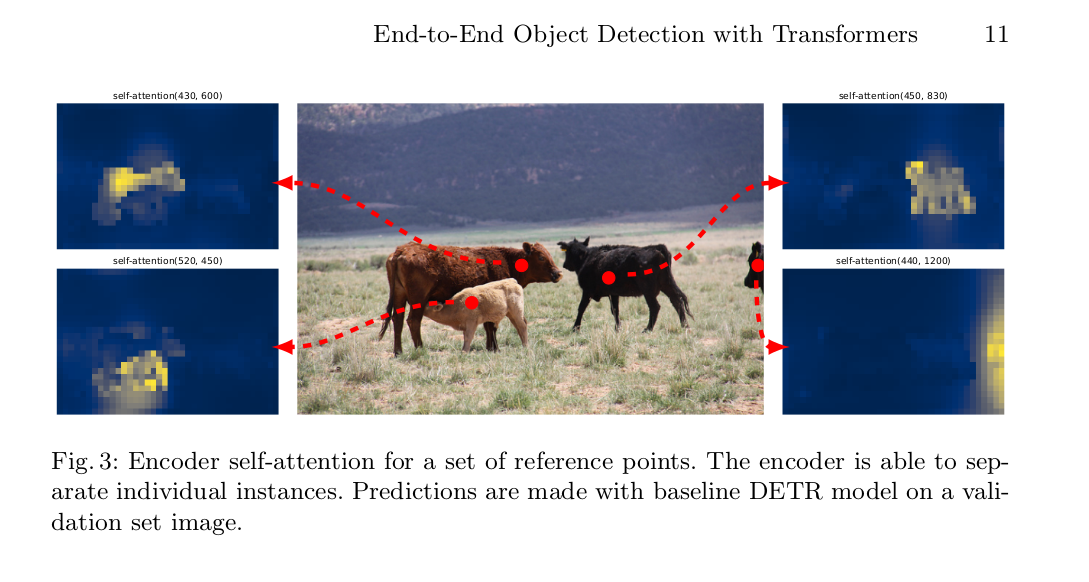 End-to-End Object Detection with Transformers 11
self-attention(430, 600)
self-attention(450, 830)
self-attention(520, 450)
self-attention(440, 1200)
Fig. 3: Encoder self-attention for a set of reference points. The encoder is able to sep-
arate individual instances. Predictions are made with baseline DETR model on a vali-
dation set image.